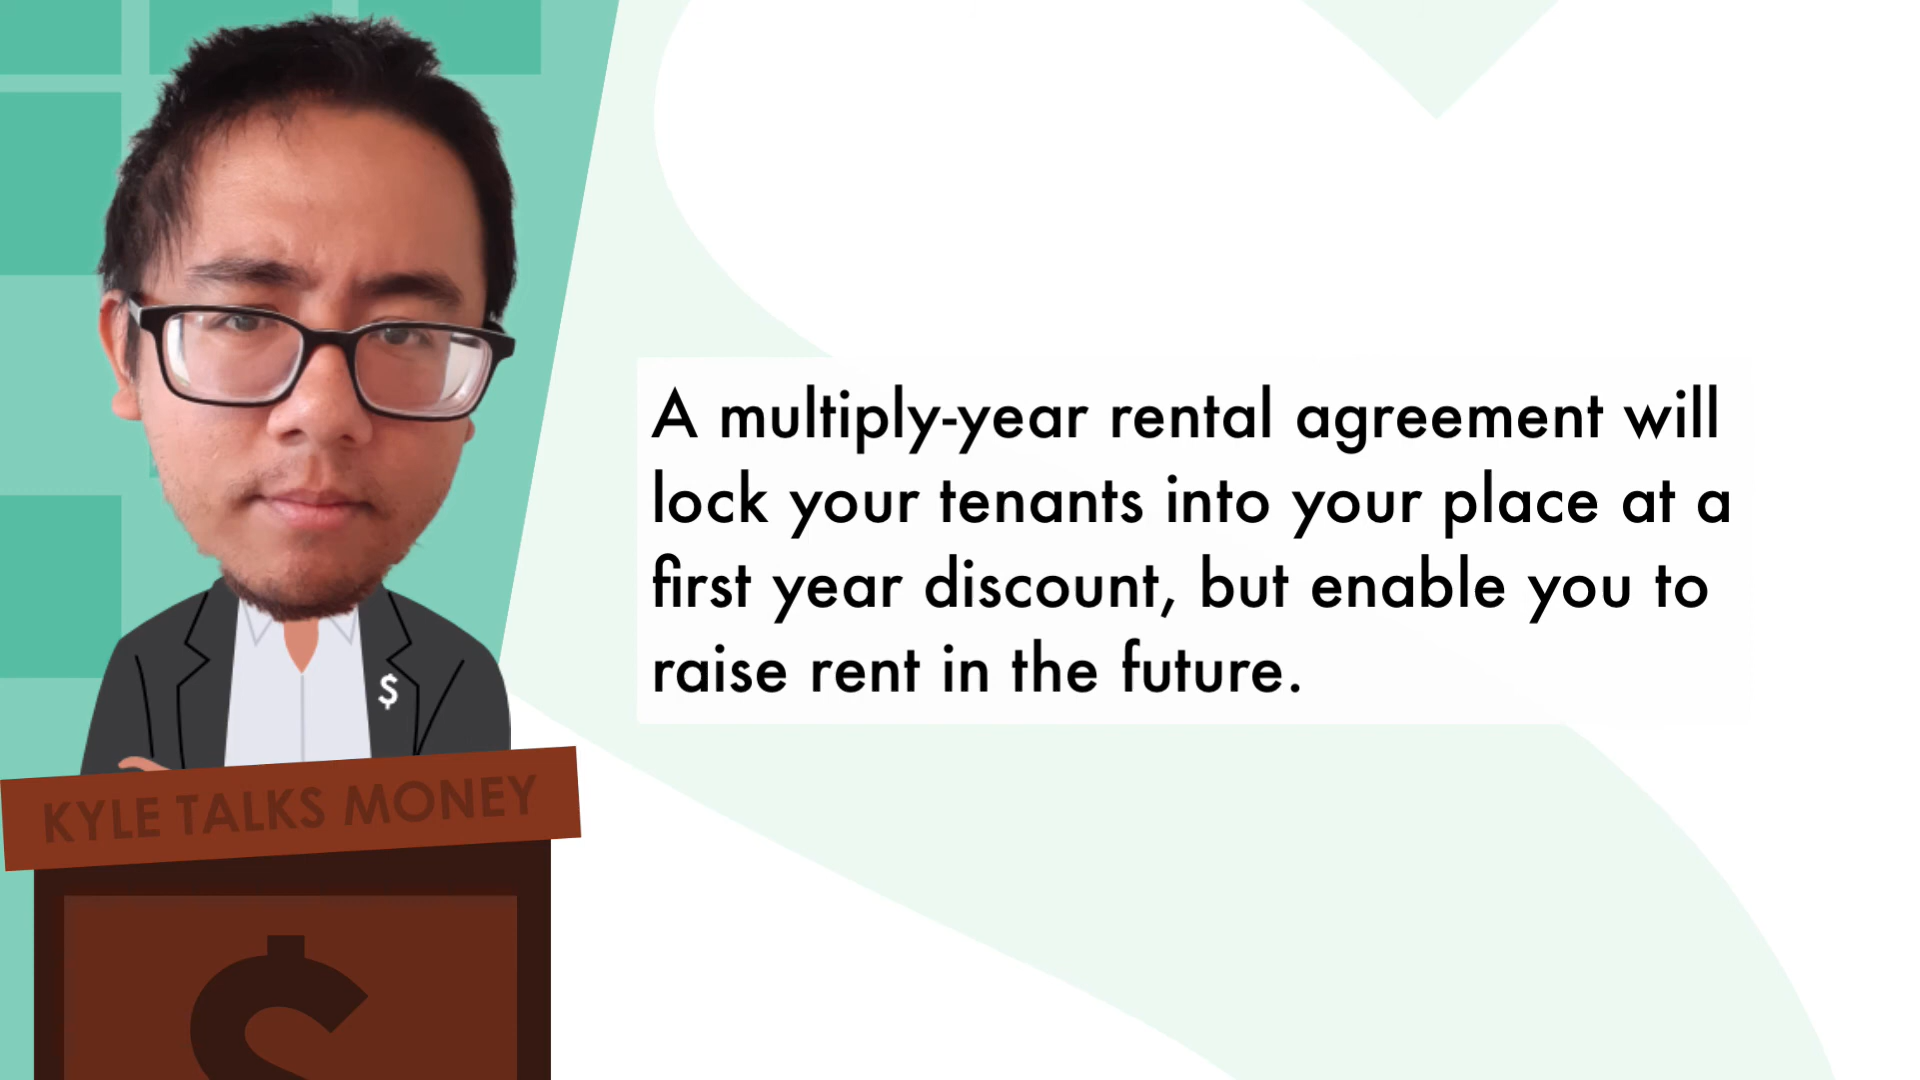 A multiply-year rental agreement will
lock your tenants into your place at a
first year discount, but enable you to
raise rent in the future.
$
KYLE TALKS MONEY
$